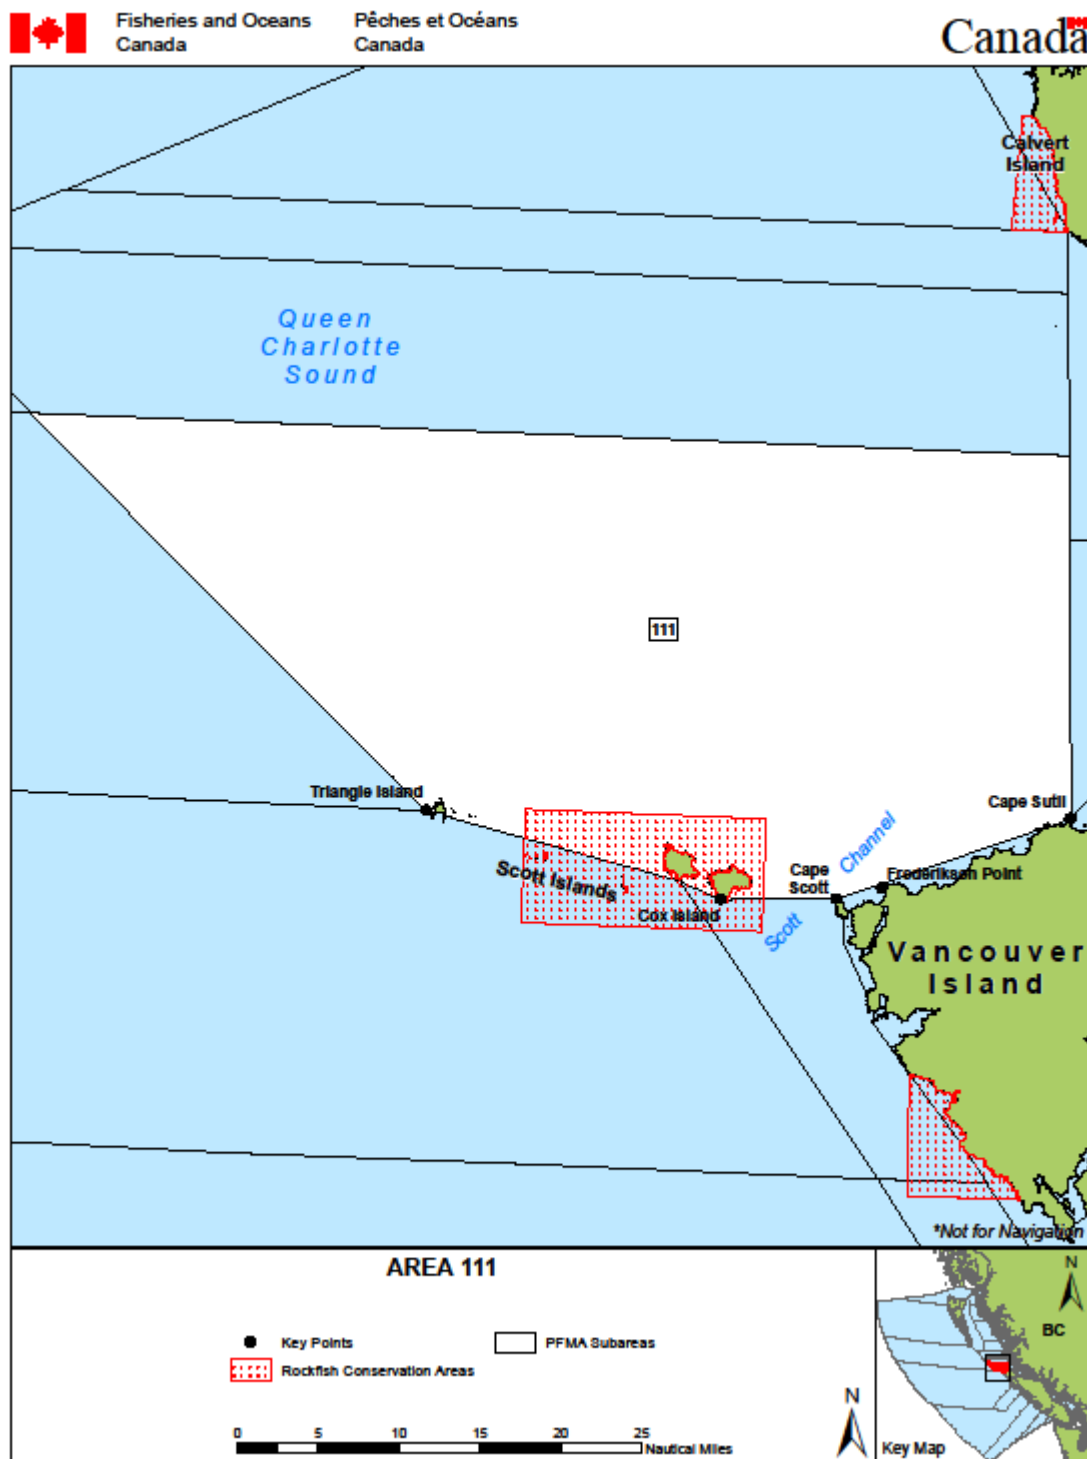 Fisheries and Oceans
Canada
Pêches et Océans
Canada
Canada
Calvert
Island
Queen
Charlotte
Sound
111
Triangle Island
Cape Sutil
Channel
Scott Islands
Cape
Scott
Frederiksen Point
Cox Island
Scott
Vancouver
Island
*Not for Navigation
AREA 111
Key Points
PFMA Subareas
Rockfish Conservation Areas
0 5 10 15 20 25
Nautical Miles
N
N
BC
Key Map